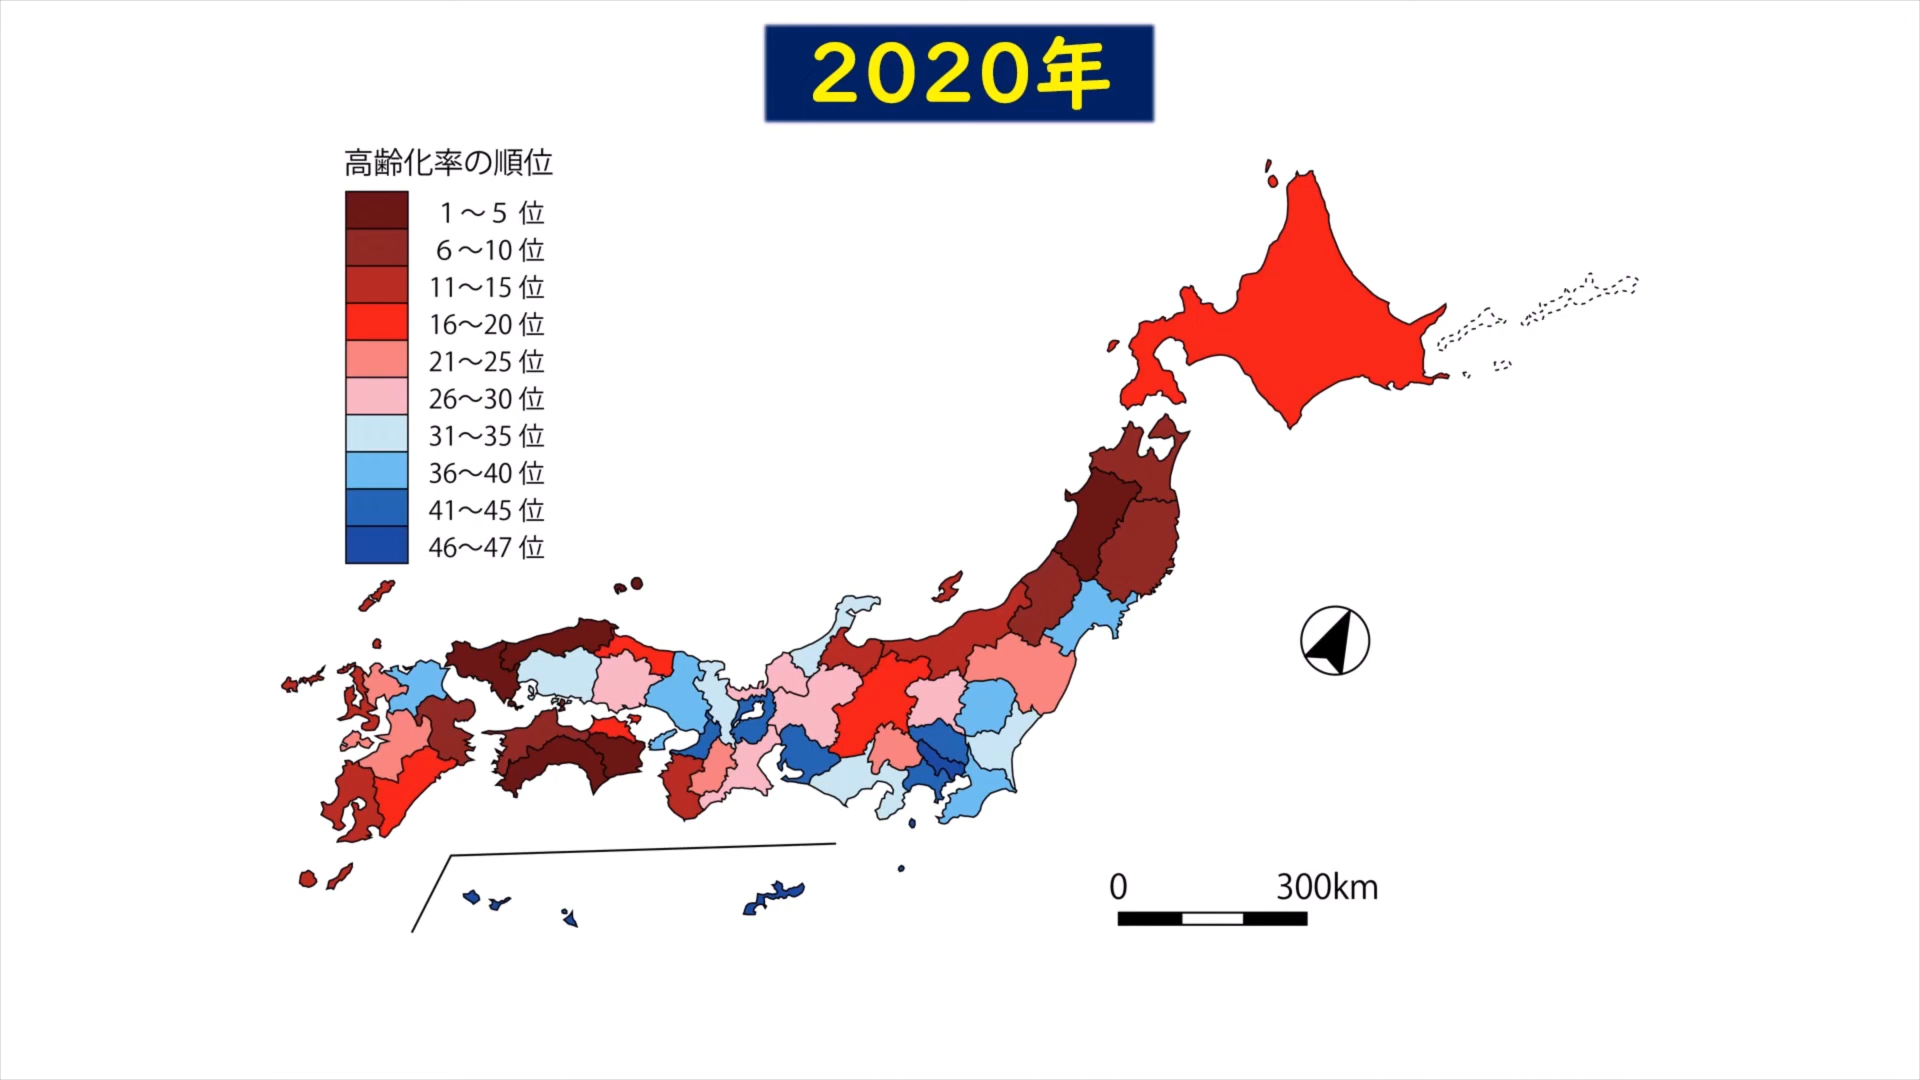 2020年
高齢化率の順位
1～5 位
6～10 位
11～15 位
16～20 位
21～25 位
26～30 位
31～35 位
36～40 位
41～45 位
46～47 位
0 300km